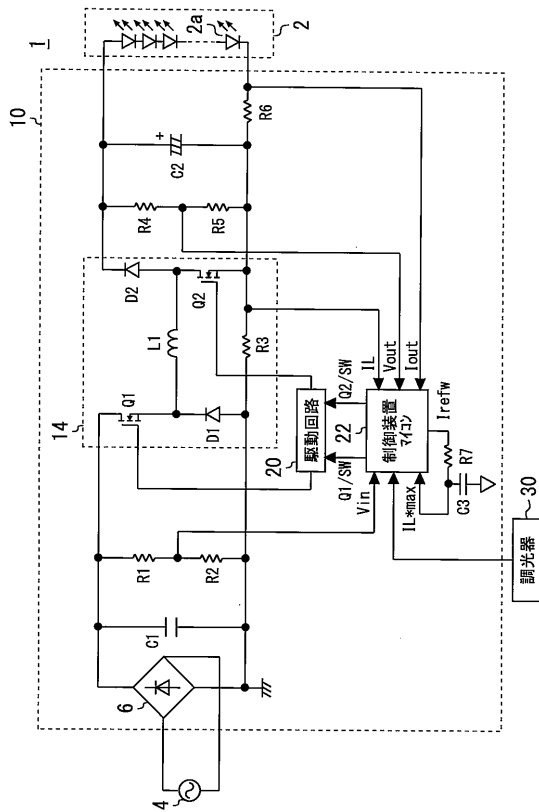 1
10
2
2a
14
D2
R4
C2
+
R6
R5
Q2
L1
Q1
D1
R3
駆動回路
20
Q1/SW
Q2/SW
IL
Vout
Iout
制御装置
マイコン
22
Vin
IL*max
Irefw
R7
C3
R1
R2
C1
6
4
調光器
30